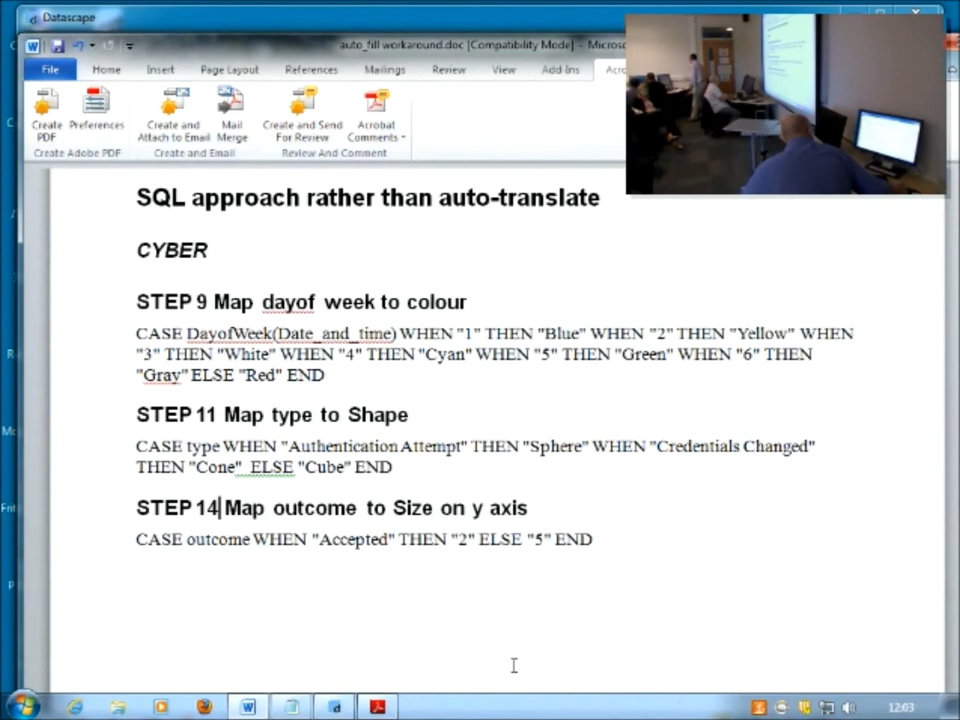 Datascape
auto_fill workaround.doc [Compatibility Mode] - Micros
File Home Insert Page Layout References Mailings Review View Add-Ins Acro
Create PDF Preferences Create and Attach to Email Mail Merge Create and Send For Review Acrobat Comments
Create Adobe PDF Create and Email Review And Comment
SQL approach rather than auto-translate
CYBER
STEP 9 Map dayof week to colour
CASE DayofWeek(Date_and_time) WHEN "1" THEN "Blue" WHEN "2" THEN "Yellow" WHEN
"3" THEN "White" WHEN "4" THEN "Cyan" WHEN "5" THEN "Green" WHEN "6" THEN
"Gray" ELSE "Red" END
STEP 11 Map type to Shape
CASE type WHEN "Authentication Attempt" THEN "Sphere" WHEN "Credentials Changed"
THEN "Cone" ELSE "Cube" END
STEP 14 Map outcome to Size on y axis
CASE outcome WHEN "Accepted" THEN "2" ELSE "5" END
12:03